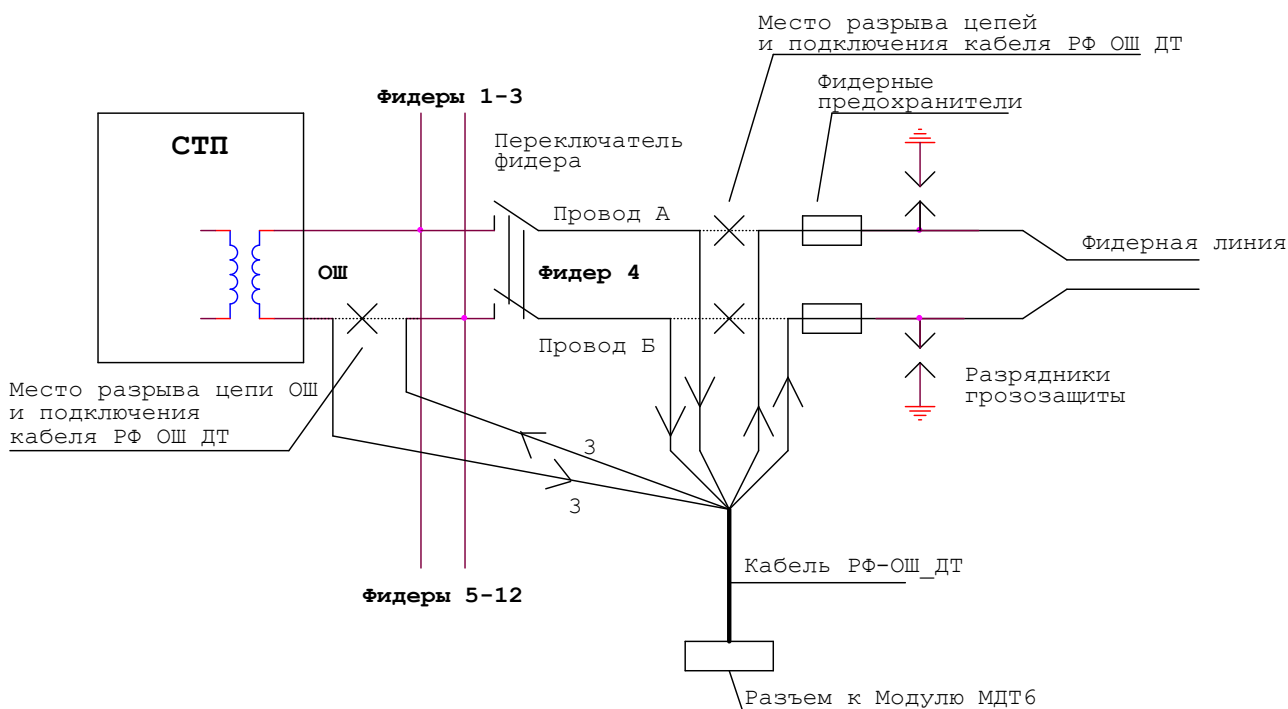 Место разрыва цепей
и подключения кабеля РФ ОШ ДТ
Фидерные
предохранители
Фидеры 1-3
СТП
Переключатель
фидера
Провод А
Фидерная линия
ОШ
Фидер 4
Провод Б
Место разрыва цепи ОШ
и подключения
кабеля РФ ОШ ДТ
Разрядники
грозозащиты
3
3
Кабель РФ-ОШ_ДТ
Фидеры 5-12
Разъем к Модулю МДТ6